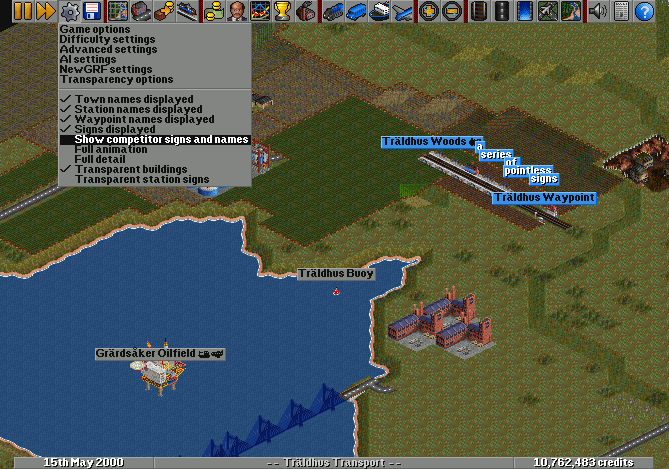 Game options
Difficulty settings
Advanced settings
AI settings
NewGRF settings
Transparency options
✓ Town names displayed
✓ Station names displayed
✓ Waypoint names displayed
✓ Signs displayed
Show competitor signs and names
Full animation
Full detail
✓ Transparent buildings
Transparent station signs
Träldhus Woods
a
series
of
pointless
signs
Träldhus Waypoint
Träldhus Buoy
Grärdsåker Oilfield
15th May 2000
-- Träldhus Transport --
10,762,483 credits